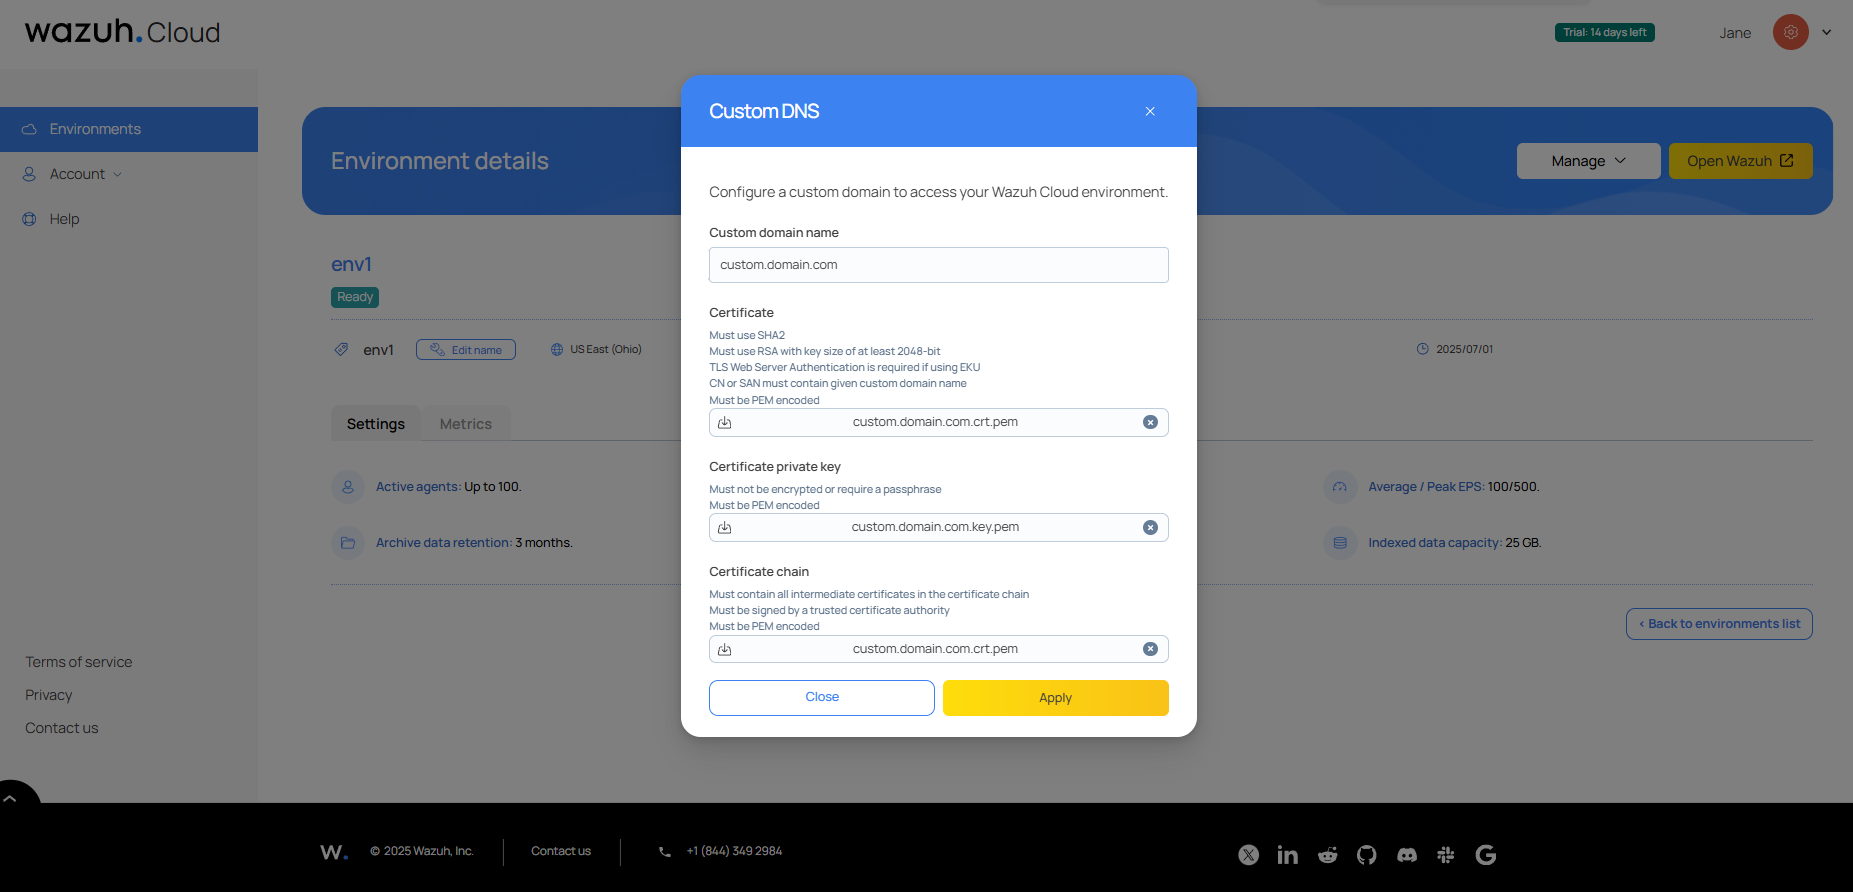 wazuh.Cloud
Trial: 14 days left
Jane
Environments
Account
Help
Environment details
Manage
Open Wazuh
env1
Ready
env1
Edit name
US East (Ohio)
2025/07/01
Settings
Metrics
Active agents: Up to 100.
Average / Peak EPS: 100/500.
Archive data retention: 3 months.
Indexed data capacity: 25 GB.
‹ Back to environments list
Custom DNS
Configure a custom domain to access your Wazuh Cloud environment.
Custom domain name
custom.domain.com
Certificate
Must use SHA2
Must use RSA with key size of at least 2048-bit
TLS Web Server Authentication is required if using EKU
CN or SAN must contain given custom domain name
Must be PEM encoded
custom.domain.com.crt.pem
Certificate private key
Must not be encrypted or require a passphrase
Must be PEM encoded
custom.domain.com.key.pem
Certificate chain
Must contain all intermediate certificates in the certificate chain
Must be signed by a trusted certificate authority
Must be PEM encoded
custom.domain.com.crt.pem
Close
Apply
Terms of service
Privacy
Contact us
W.
© 2025 Wazuh, Inc.
Contact us
+1 (844) 349 2984